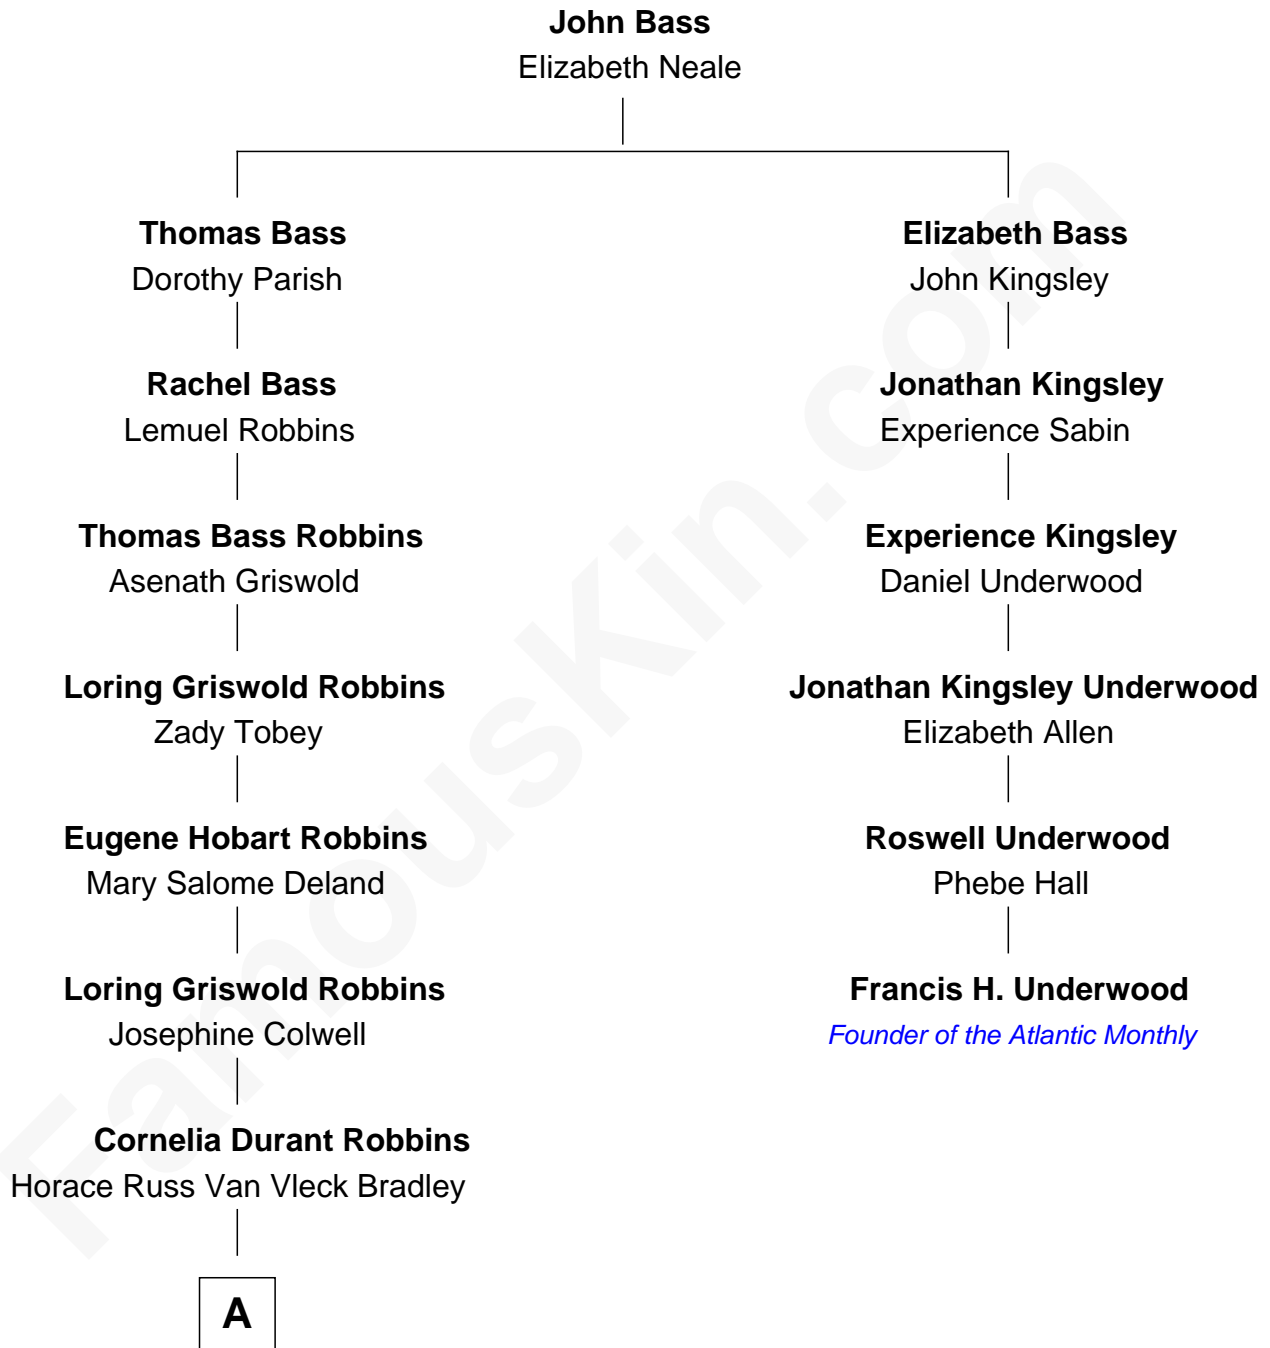 John Bass
Elizabeth Neale
Thomas Bass
Dorothy Parish
Rachel Bass
Lemuel Robbins
Thomas Bass Robbins
Asenath Griswold
Loring Griswold Robbins
Zady Tobey
Eugene Hobart Robbins
Mary Salome Deland
Loring Griswold Robbins
Josephine Colwell
Cornelia Durant Robbins
Horace Russ Van Vleck Bradley
A
Elizabeth Bass
John Kingsley
Jonathan Kingsley
Experience Sabin
Experience Kingsley
Daniel Underwood
Jonathan Kingsley Underwood
Elizabeth Allen
Roswell Underwood
Phebe Hall
Francis H. Underwood
Founder of the Atlantic Monthly
FamousKin.com